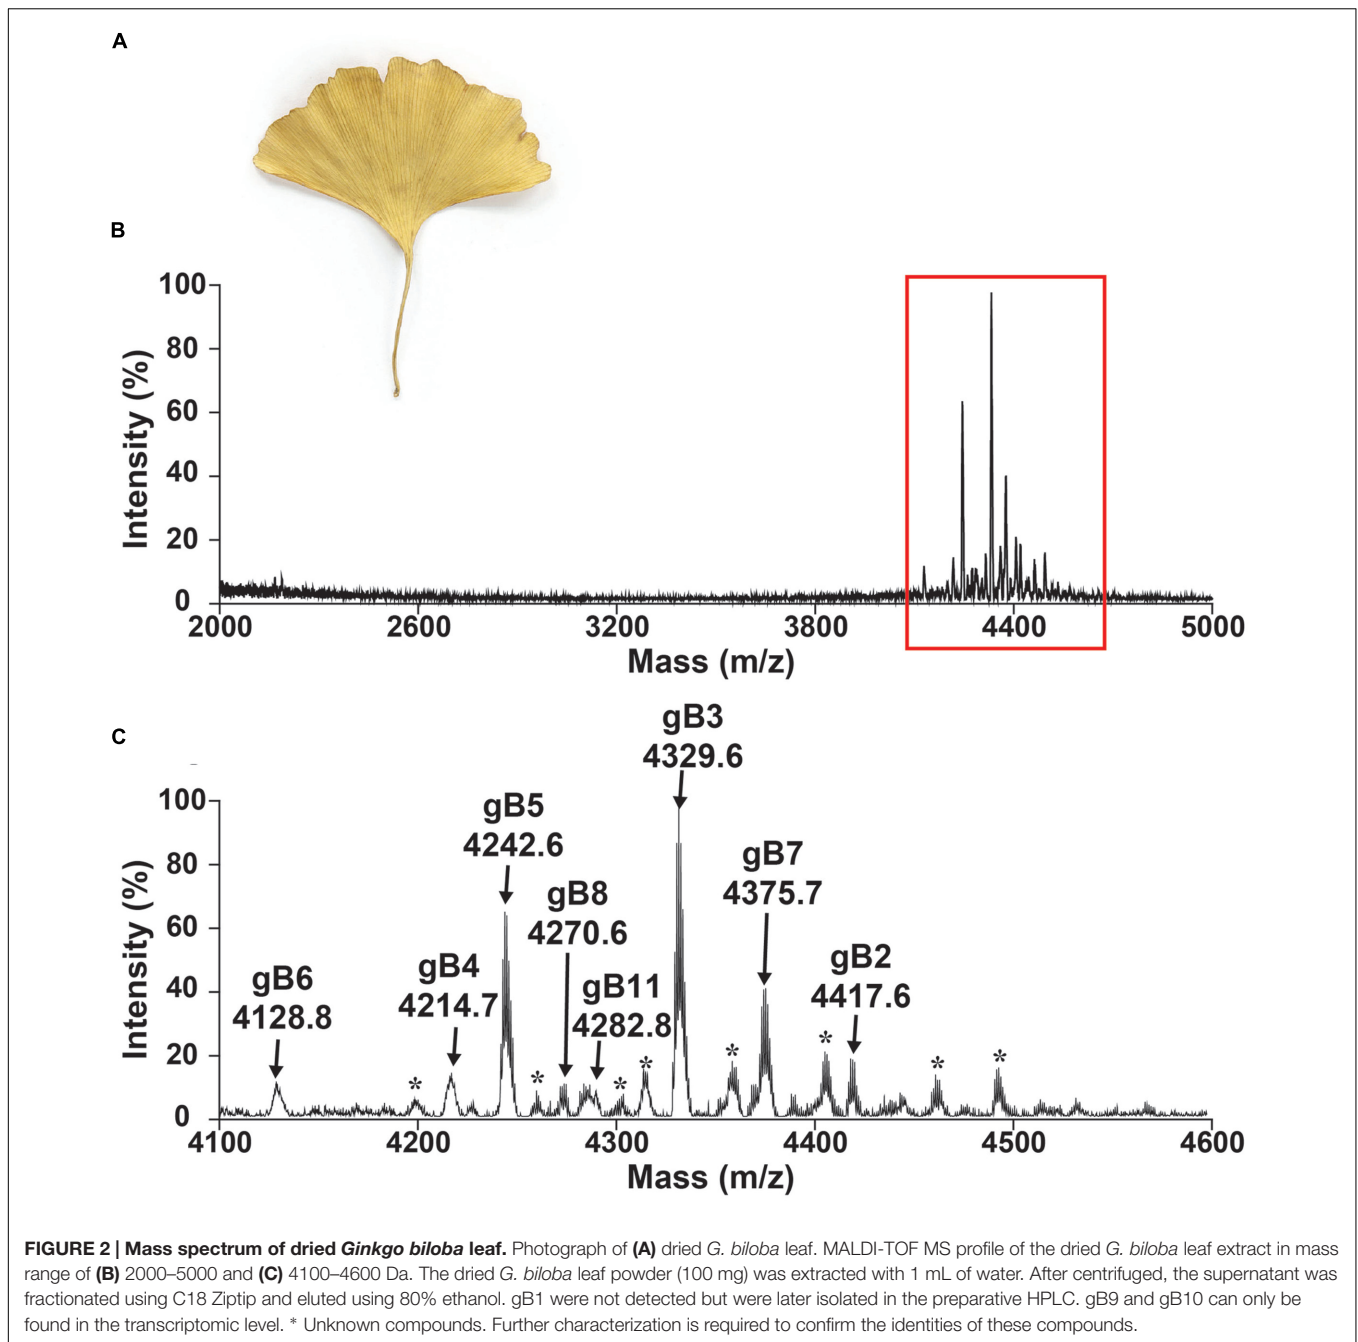 A
B
100
80
60
40
20
0
Intensity (%)
2000 2600 3200 3800 4400 5000
Mass (m/z)
C
gB3
4329.6
gB5
4242.6
gB7
4375.7
gB8
4270.6
gB2
4417.6
gB4
4214.7
gB6
4128.8
gB11
4282.8
* * * * * * * *
100
80
60
40
20
0
Intensity (%)
4100 4200 4300 4400 4500 4600
Mass (m/z)
FIGURE 2 | Mass spectrum of dried Ginkgo biloba leaf. Photograph of (A) dried G. biloba leaf. MALDI-TOF MS profile of the dried G. biloba leaf extract in mass
range of (B) 2000–5000 and (C) 4100–4600 Da. The dried G. biloba leaf powder (100 mg) was extracted with 1 mL of water. After centrifuged, the supernatant was
fractionated using C18 Ziptip and eluted using 80% ethanol. gB1 were not detected but were later isolated in the preparative HPLC. gB9 and gB10 can only be
found in the transcriptomic level. * Unknown compounds. Further characterization is required to confirm the identities of these compounds.